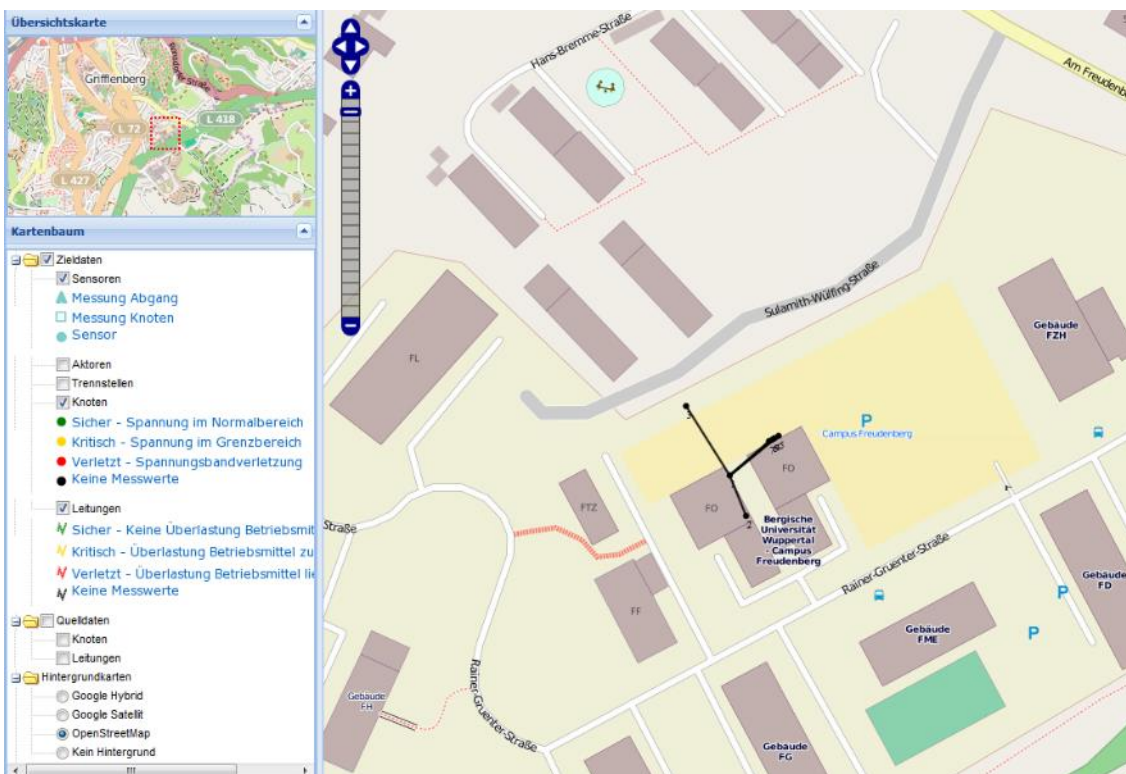 Übersichtskarte
Grifflenberg
L 72
L 418
L 427
Kartenbaum
Zieldaten
Sensoren
Messung Abgang
Messung Knoten
Sensor
Aktoren
Trennstellen
Knoten
Sicher - Spannung im Normalbereich
Kritisch - Spannung im Grenzbereich
Verletzt - Spannungsbandverletzung
Keine Messwerte
Leitungen
Sicher - Keine Überlastung Betriebsmit
Kritisch - Überlastung Betriebsmittel zu
Verletzt - Überlastung Betriebsmittel lie
Keine Messwerte
Quelldaten
Knoten
Leitungen
Hintergrundkarten
Google Hybrid
Google Satellit
OpenStreetMap
Kein Hintergrund
Hans-Bremme-Straße
Am Freudenbe
Sulamith-Wülfing-Straße
FL
Gebäude
FZH
P
Campus Freudenberg
3
FO
FO
2
FTZ
Bergische
Universität
Wuppertal
- Campus
Freudenberg
Straße
Rainer-Gruenter-Straße
FF
Gebäude
FD
P
Gebäude
FME
P
Gebäude
FH
Rainer-Gruenter-Straße
Gebäude
FG